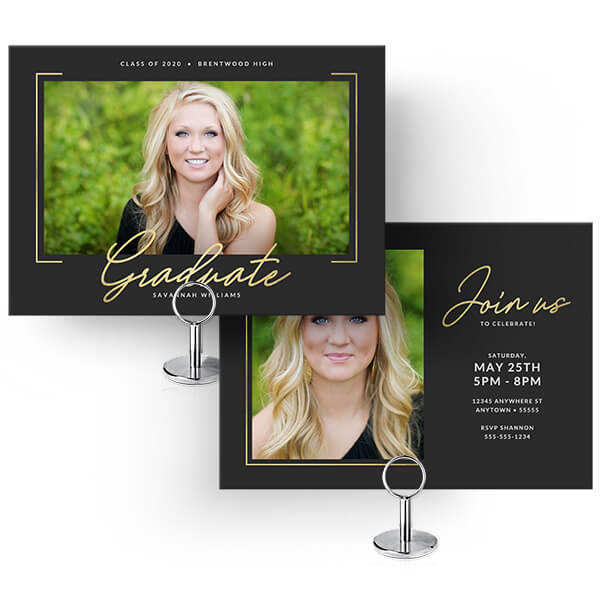 CLASS OF 2020 • BRENTWOOD HIGH
Graduate
SAVANNAH WILLIAMS
Join us
TO CELEBRATE!
SATURDAY,
MAY 25TH
5PM - 8PM
12345 ANYWHERE ST
ANYTOWN • 55555
RSVP SHANNON
555-555-1234